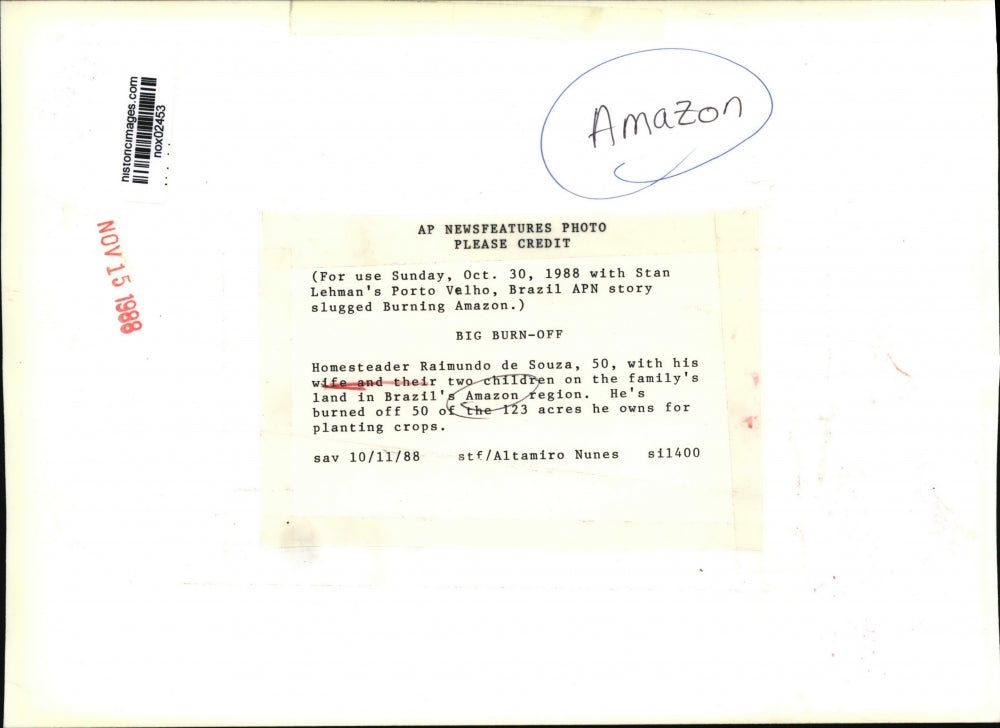 historicimages.com
nox02453
Amazon
NOV 15 1988
AP NEWSFEATURES PHOTO
PLEASE CREDIT
(For use Sunday, Oct. 30, 1988 with Stan
Lehman's Porto Velho, Brazil APN story
slugged Burning Amazon.)
BIG BURN-OFF
Homesteader Raimundo de Souza, 50, with his
wife and their two children on the family's
land in Brazil's Amazon region. He's
burned off 50 of the 123 acres he owns for
planting crops.
sav 10/11/88 stf/Altamiro Nunes sil400